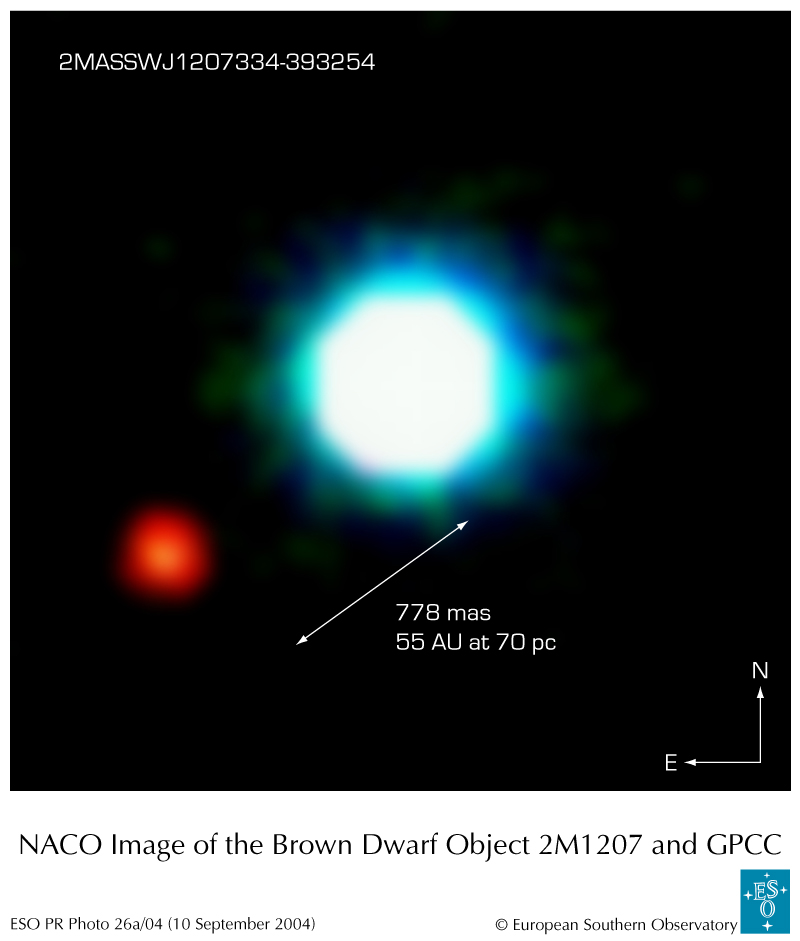 2MASSWJ1207334-393254
778 mas
55 AU at 70 pc
N
E
NACO Image of the Brown Dwarf Object 2M1207 and GPCC
ESO
ESO PR Photo 26a/04 (10 September 2004)
© European Southern Observatory